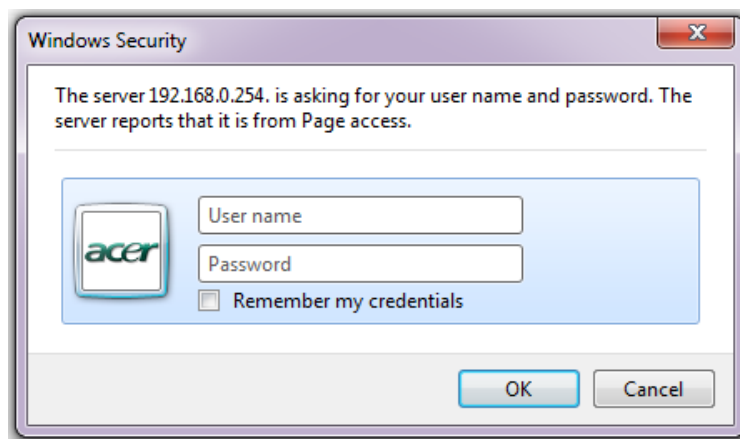 Windows Security
The server 192.168.0.254. is asking for your user name and password. The
server reports that it is from Page access.
acer
User name
Password
Remember my credentials
OK
Cancel